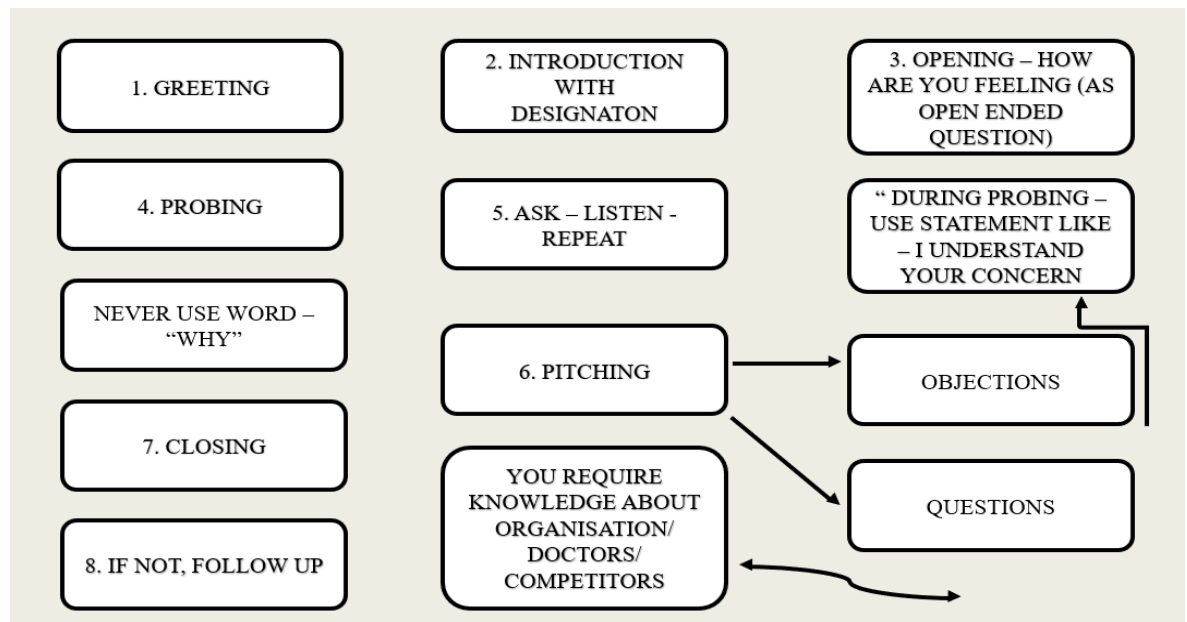 1. GREETING
2. INTRODUCTION
WITH
DESIGNATON
3. OPENING – HOW
ARE YOU FEELING (AS
OPEN ENDED
QUESTION)
4. PROBING
5. ASK – LISTEN -
REPEAT
“ DURING PROBING –
USE STATEMENT LIKE
– I UNDERSTAND
YOUR CONCERN
NEVER USE WORD –
“WHY”
6. PITCHING
OBJECTIONS
7. CLOSING
YOU REQUIRE
KNOWLEDGE ABOUT
ORGANISATION/
DOCTORS/
COMPETITORS
QUESTIONS
8. IF NOT, FOLLOW UP